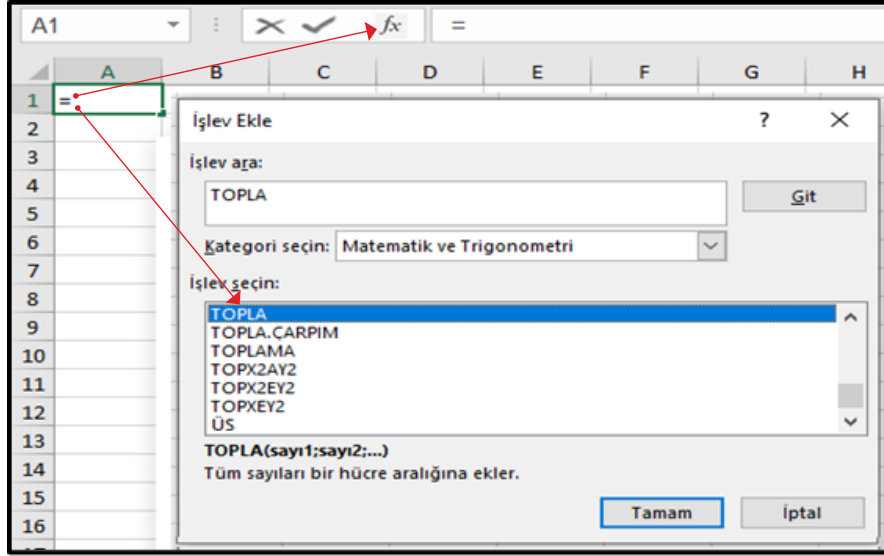 A1 fx =
A B C D E F G H
1 =
2
3
4
5
6
7
8
9
10
11
12
13
14
15
16
İşlev Ekle ? ×
İşlev ara:
TOPLA
Git
Kategori seçin: Matematik ve Trigonometri
İşlev seçin:
TOPLA
TOPLA.ÇARPIM
TOPLAMA
TOPX2AY2
TOPX2EY2
TOPXEY2
ÜS
TOPLA(sayı1;sayı2;...)
Tüm sayıları bir hücre aralığına ekler.
Tamam İptal